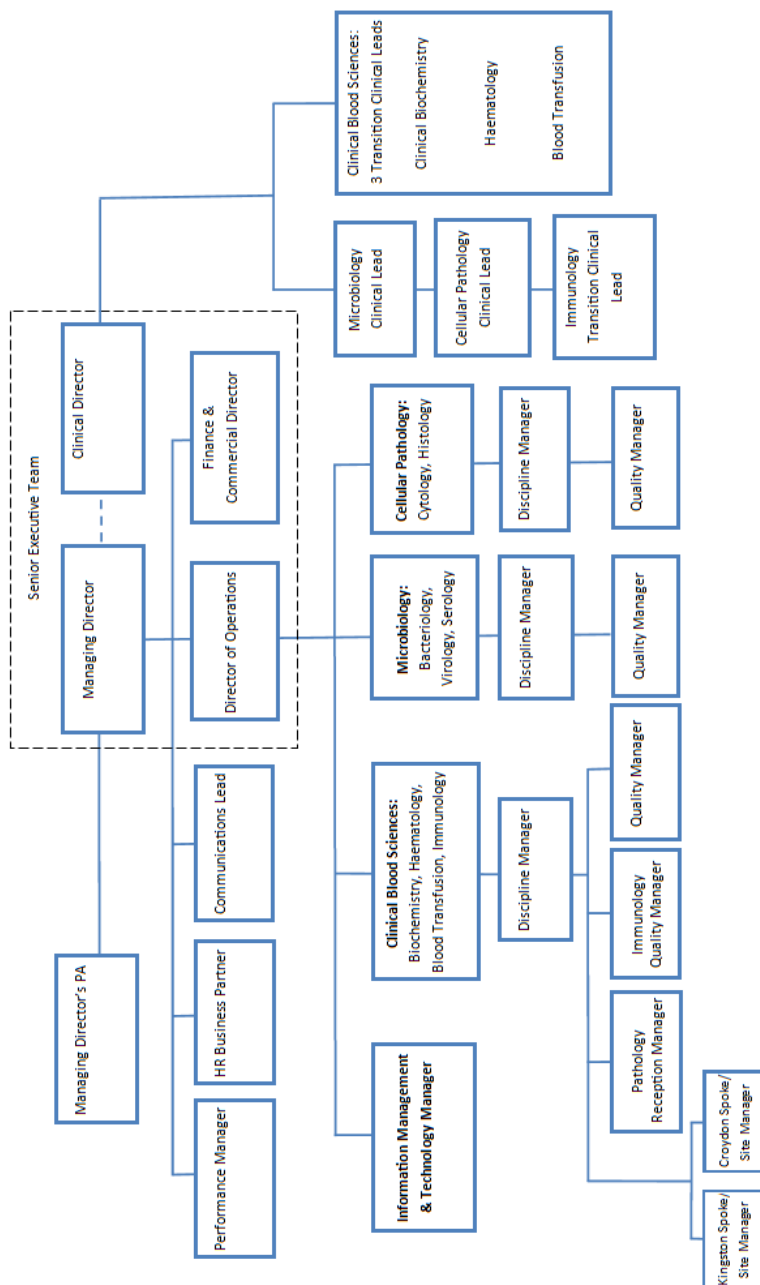 Senior Executive Team
Managing Director's PA
Managing Director
Clinical Director
Performance Manager
HR Business Partner
Communications Lead
Director of Operations
Finance &
Commercial Director
Information Management
& Technology Manager
Clinical Blood Sciences:
Biochemistry, Haematology,
Blood Transfusion, Immunology
Microbiology:
Bacteriology,
Virology, Serology
Cellular Pathology:
Cytology, Histology
Discipline Manager
Discipline Manager
Discipline Manager
Pathology
Reception Manager
Immunology
Quality Manager
Quality Manager
Quality Manager
Quality Manager
Kingston Spoke/
Site Manager
Croydon Spoke/
Site Manager
Microbiology
Clinical Lead
Cellular Pathology
Clinical Lead
Immunology
Transition Clinical
Lead
Clinical Blood Sciences:
3 Transition Clinical Leads
Clinical Biochemistry
Haematology
Blood Transfusion